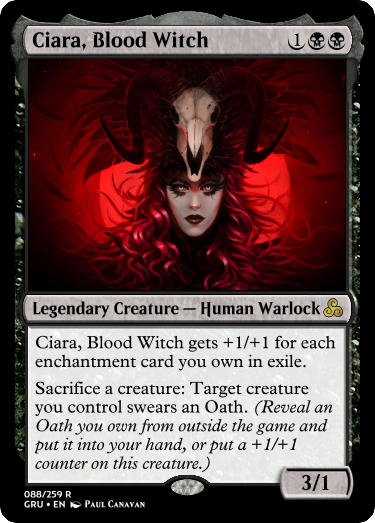 Ciara, Blood Witch 1
Legendary Creature — Human Warlock
Ciara, Blood Witch gets +1/+1 for each
enchantment card you own in exile.
Sacrifice a creature: Target creature
you control swears an Oath. (Reveal an
Oath you own from outside the game and
put it into your hand, or put a +1/+1
counter on this creature.)
3/1
088/259 R
GRU • EN Paul Canavan